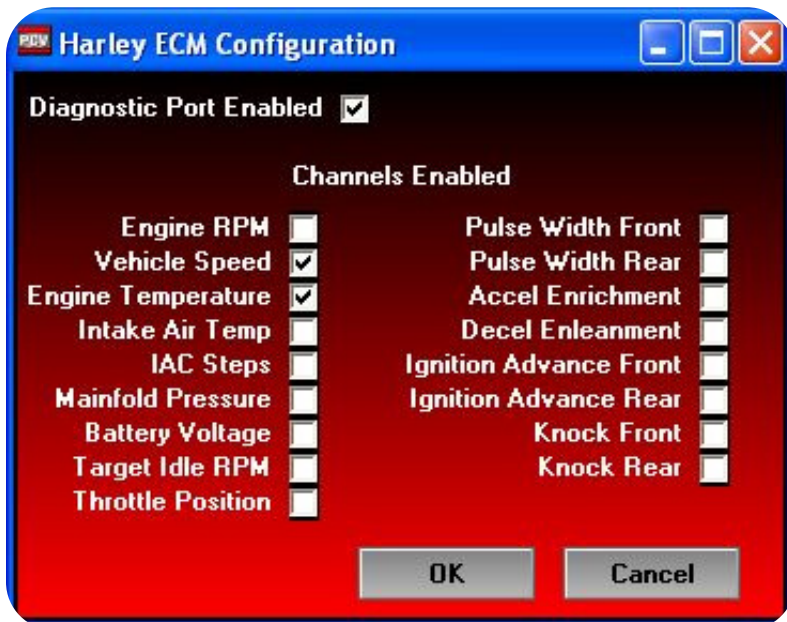 PCV Harley ECM Configuration
Diagnostic Port Enabled
Channels Enabled
Engine RPM
Vehicle Speed
Engine Temperature
Intake Air Temp
IAC Steps
Mainfold Pressure
Battery Voltage
Target Idle RPM
Throttle Position
Pulse Width Front
Pulse Width Rear
Accel Enrichment
Decel Enleanment
Ignition Advance Front
Ignition Advance Rear
Knock Front
Knock Rear
OK Cancel